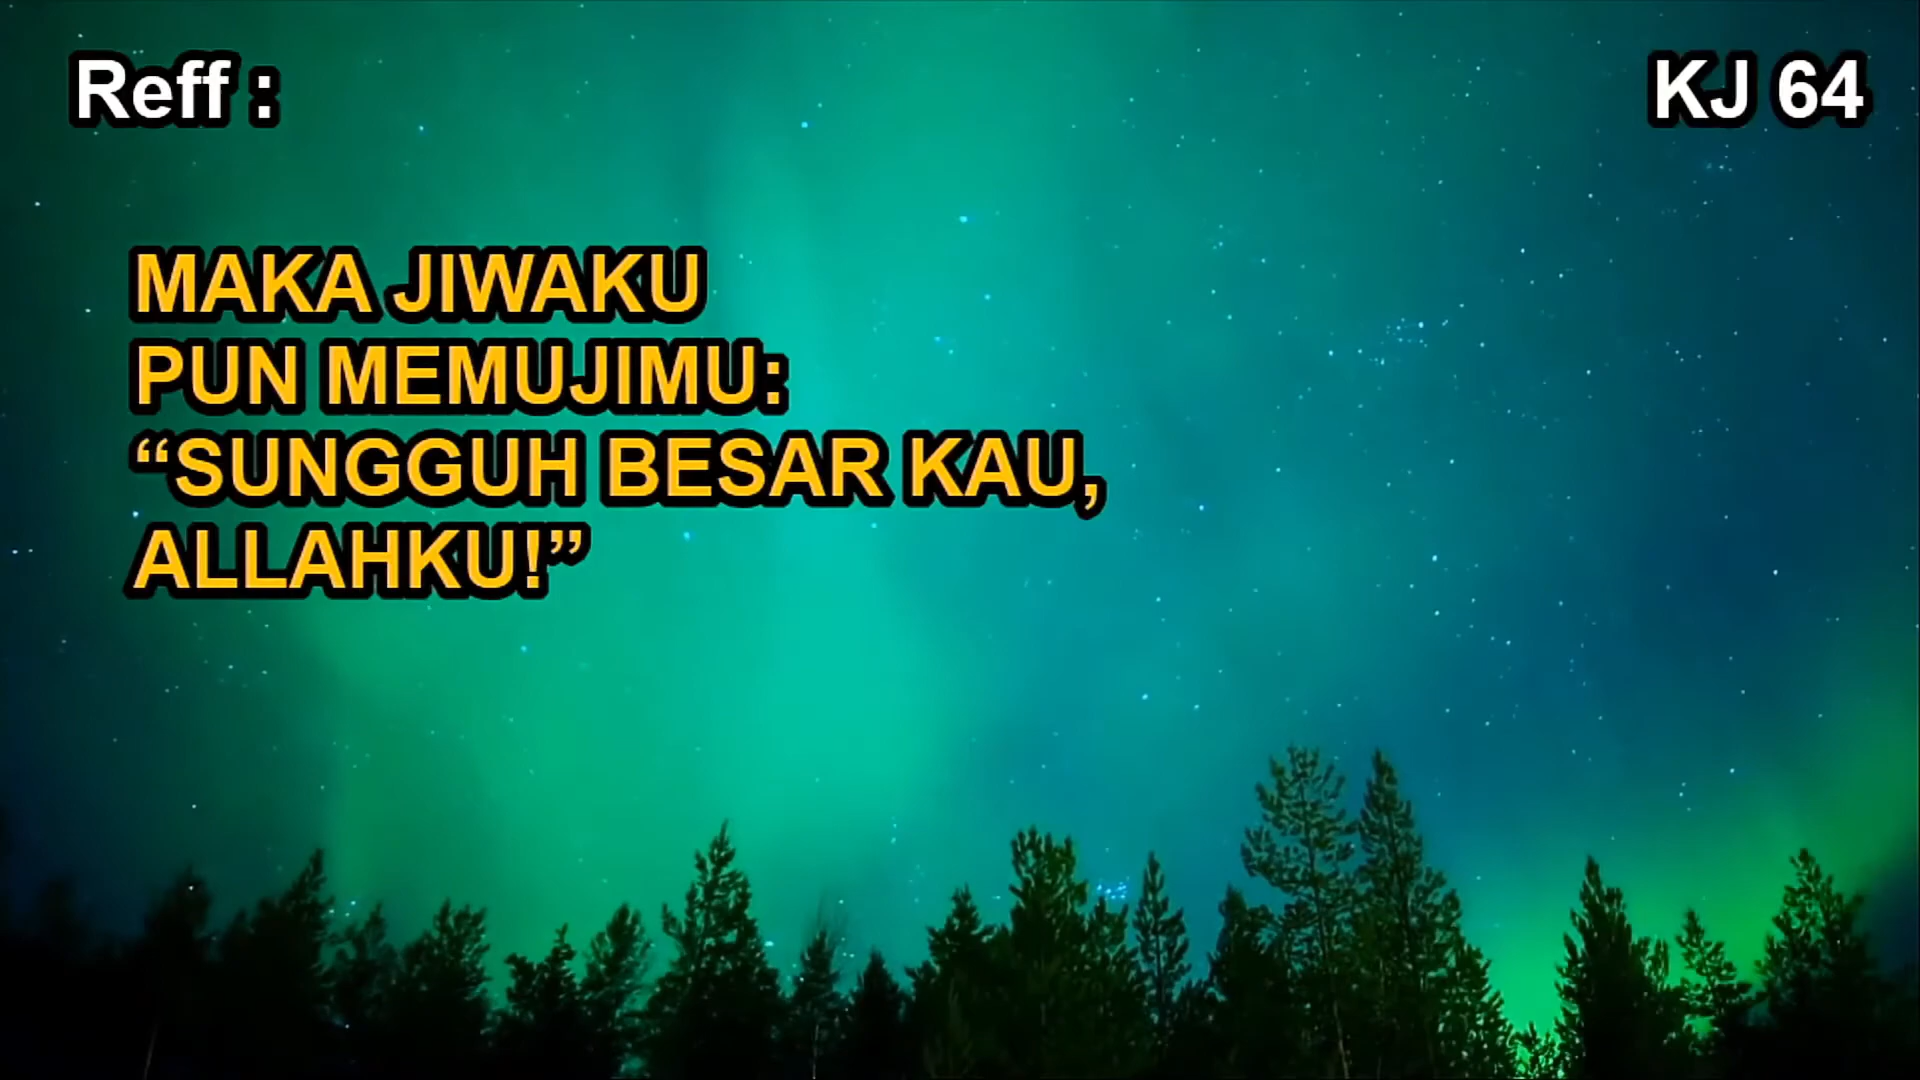 Reff :
KJ 64
MAKA JIWAKU
PUN MEMUJIMU:
“SUNGGUH BESAR KAU,
ALLAHKU!”